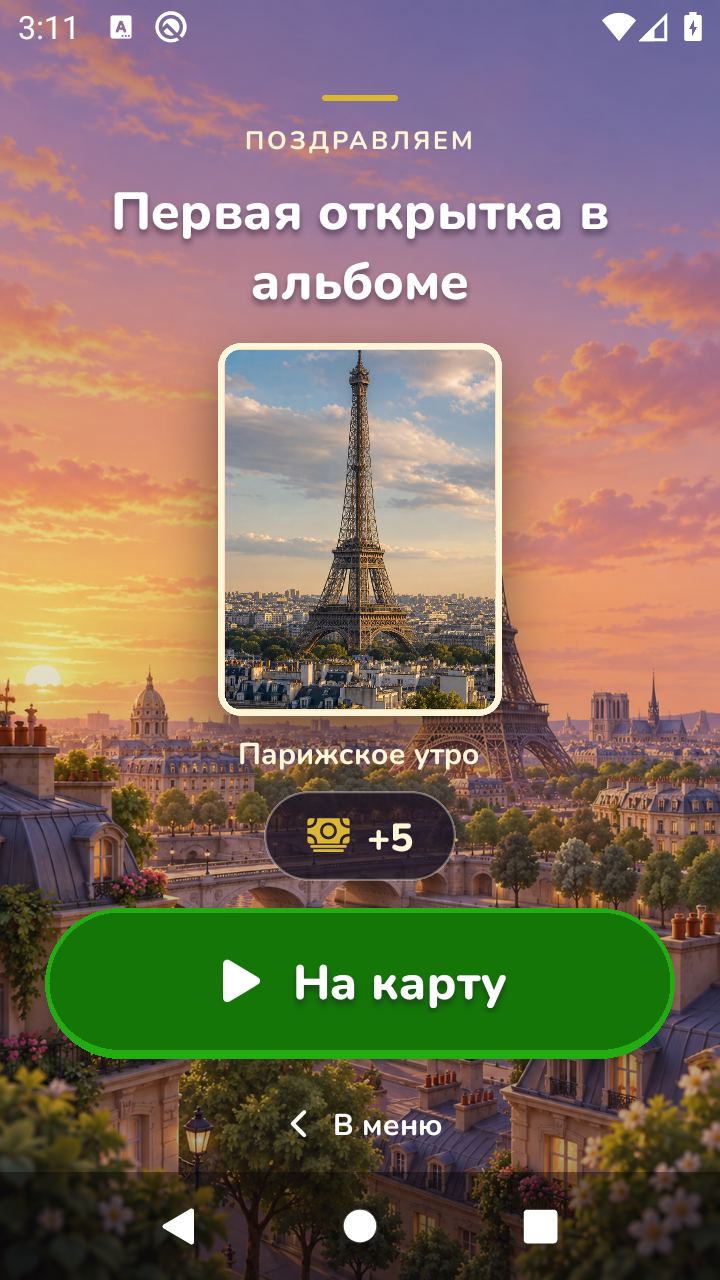 3:11
ПОЗДРАВЛЯЕМ
Первая открытка в
альбоме
Парижское утро
+5
На карту
В меню